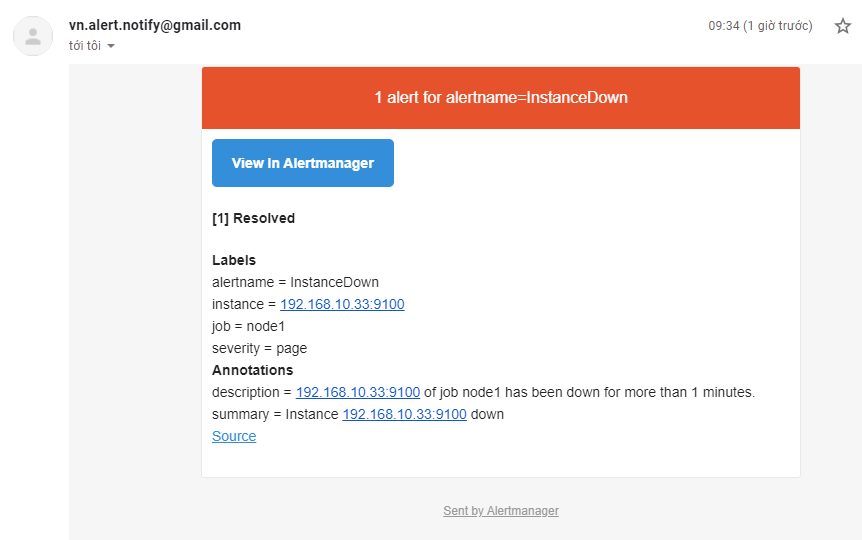 vn.alert.notify@gmail.com
09:34 (1 giờ trước)
tới tôi
1 alert for alertname=InstanceDown
View In Alertmanager
[1] Resolved
Labels
alertname = InstanceDown
instance = 192.168.10.33:9100
job = node1
severity = page
Annotations
description = 192.168.10.33:9100 of job node1 has been down for more than 1 minutes.
summary = Instance 192.168.10.33:9100 down
Source
Sent by Alertmanager